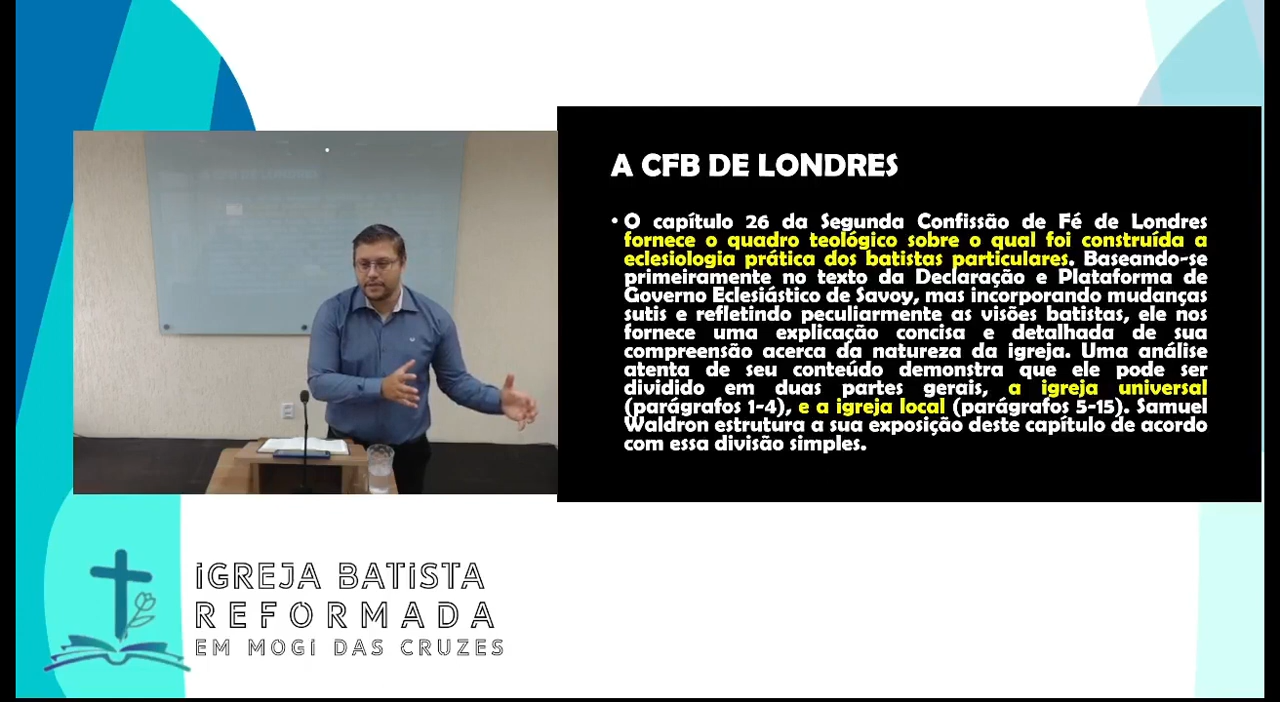 A CFB DE LONDRES
• O capítulo 26 da Segunda Confissão de Fé de Londres
fornece o quadro teológico sobre o qual foi construída a
eclesiologia prática dos batistas particulares. Baseando-se
primeiramente no texto da Declaração e Plataforma de
Governo Eclesiástico de Savoy, mas incorporando mudanças
sutis e refletindo peculiarmente as visões batistas, ele nos
fornece uma explicação concisa e detalhada de sua
compreensão acerca da natureza da igreja. Uma análise
atenta de seu conteúdo demonstra que ele pode ser
dividido em duas partes gerais, a igreja universal
(parágrafos 1-4), e a igreja local (parágrafos 5-15). Samuel
Waldron estrutura a sua exposição deste capítulo de acordo
com essa divisão simples.
IGREJA BATISTA
REFORMADA
EM MOGI DAS CRUZES